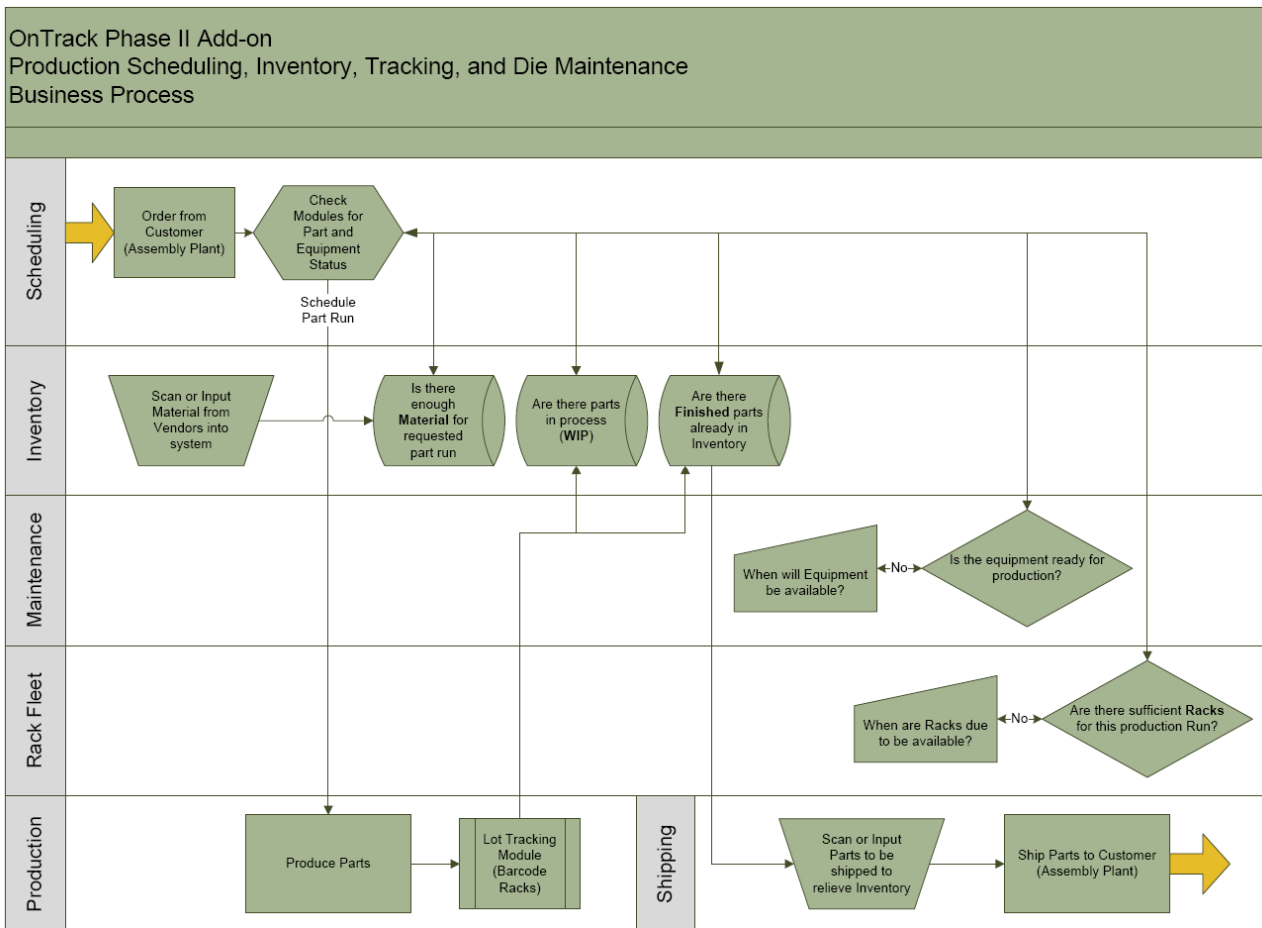 OnTrack Phase II Add-on
Production Scheduling, Inventory, Tracking, and Die Maintenance
Business Process
Scheduling
Order from
Customer
(Assembly Plant)
Check
Modules for
Part and
Equipment
Status
Schedule
Part Run
Inventory
Scan or Input
Material from
Vendors into
system
Is there
enough
Material for
requested
part run
Are there parts
in process
(WIP)
Are there
Finished parts
already in
Inventory
Maintenance
When will Equipment
be available?
No
Is the equipment ready for
production?
Rack Fleet
When are Racks due
to be available?
No
Are there sufficient Racks
for this production Run?
Production
Produce Parts
Lot Tracking
Module
(Barcode
Racks)
Shipping
Scan or Input
Parts to be
shipped to
relieve Inventory
Ship Parts to Customer
(Assembly Plant)